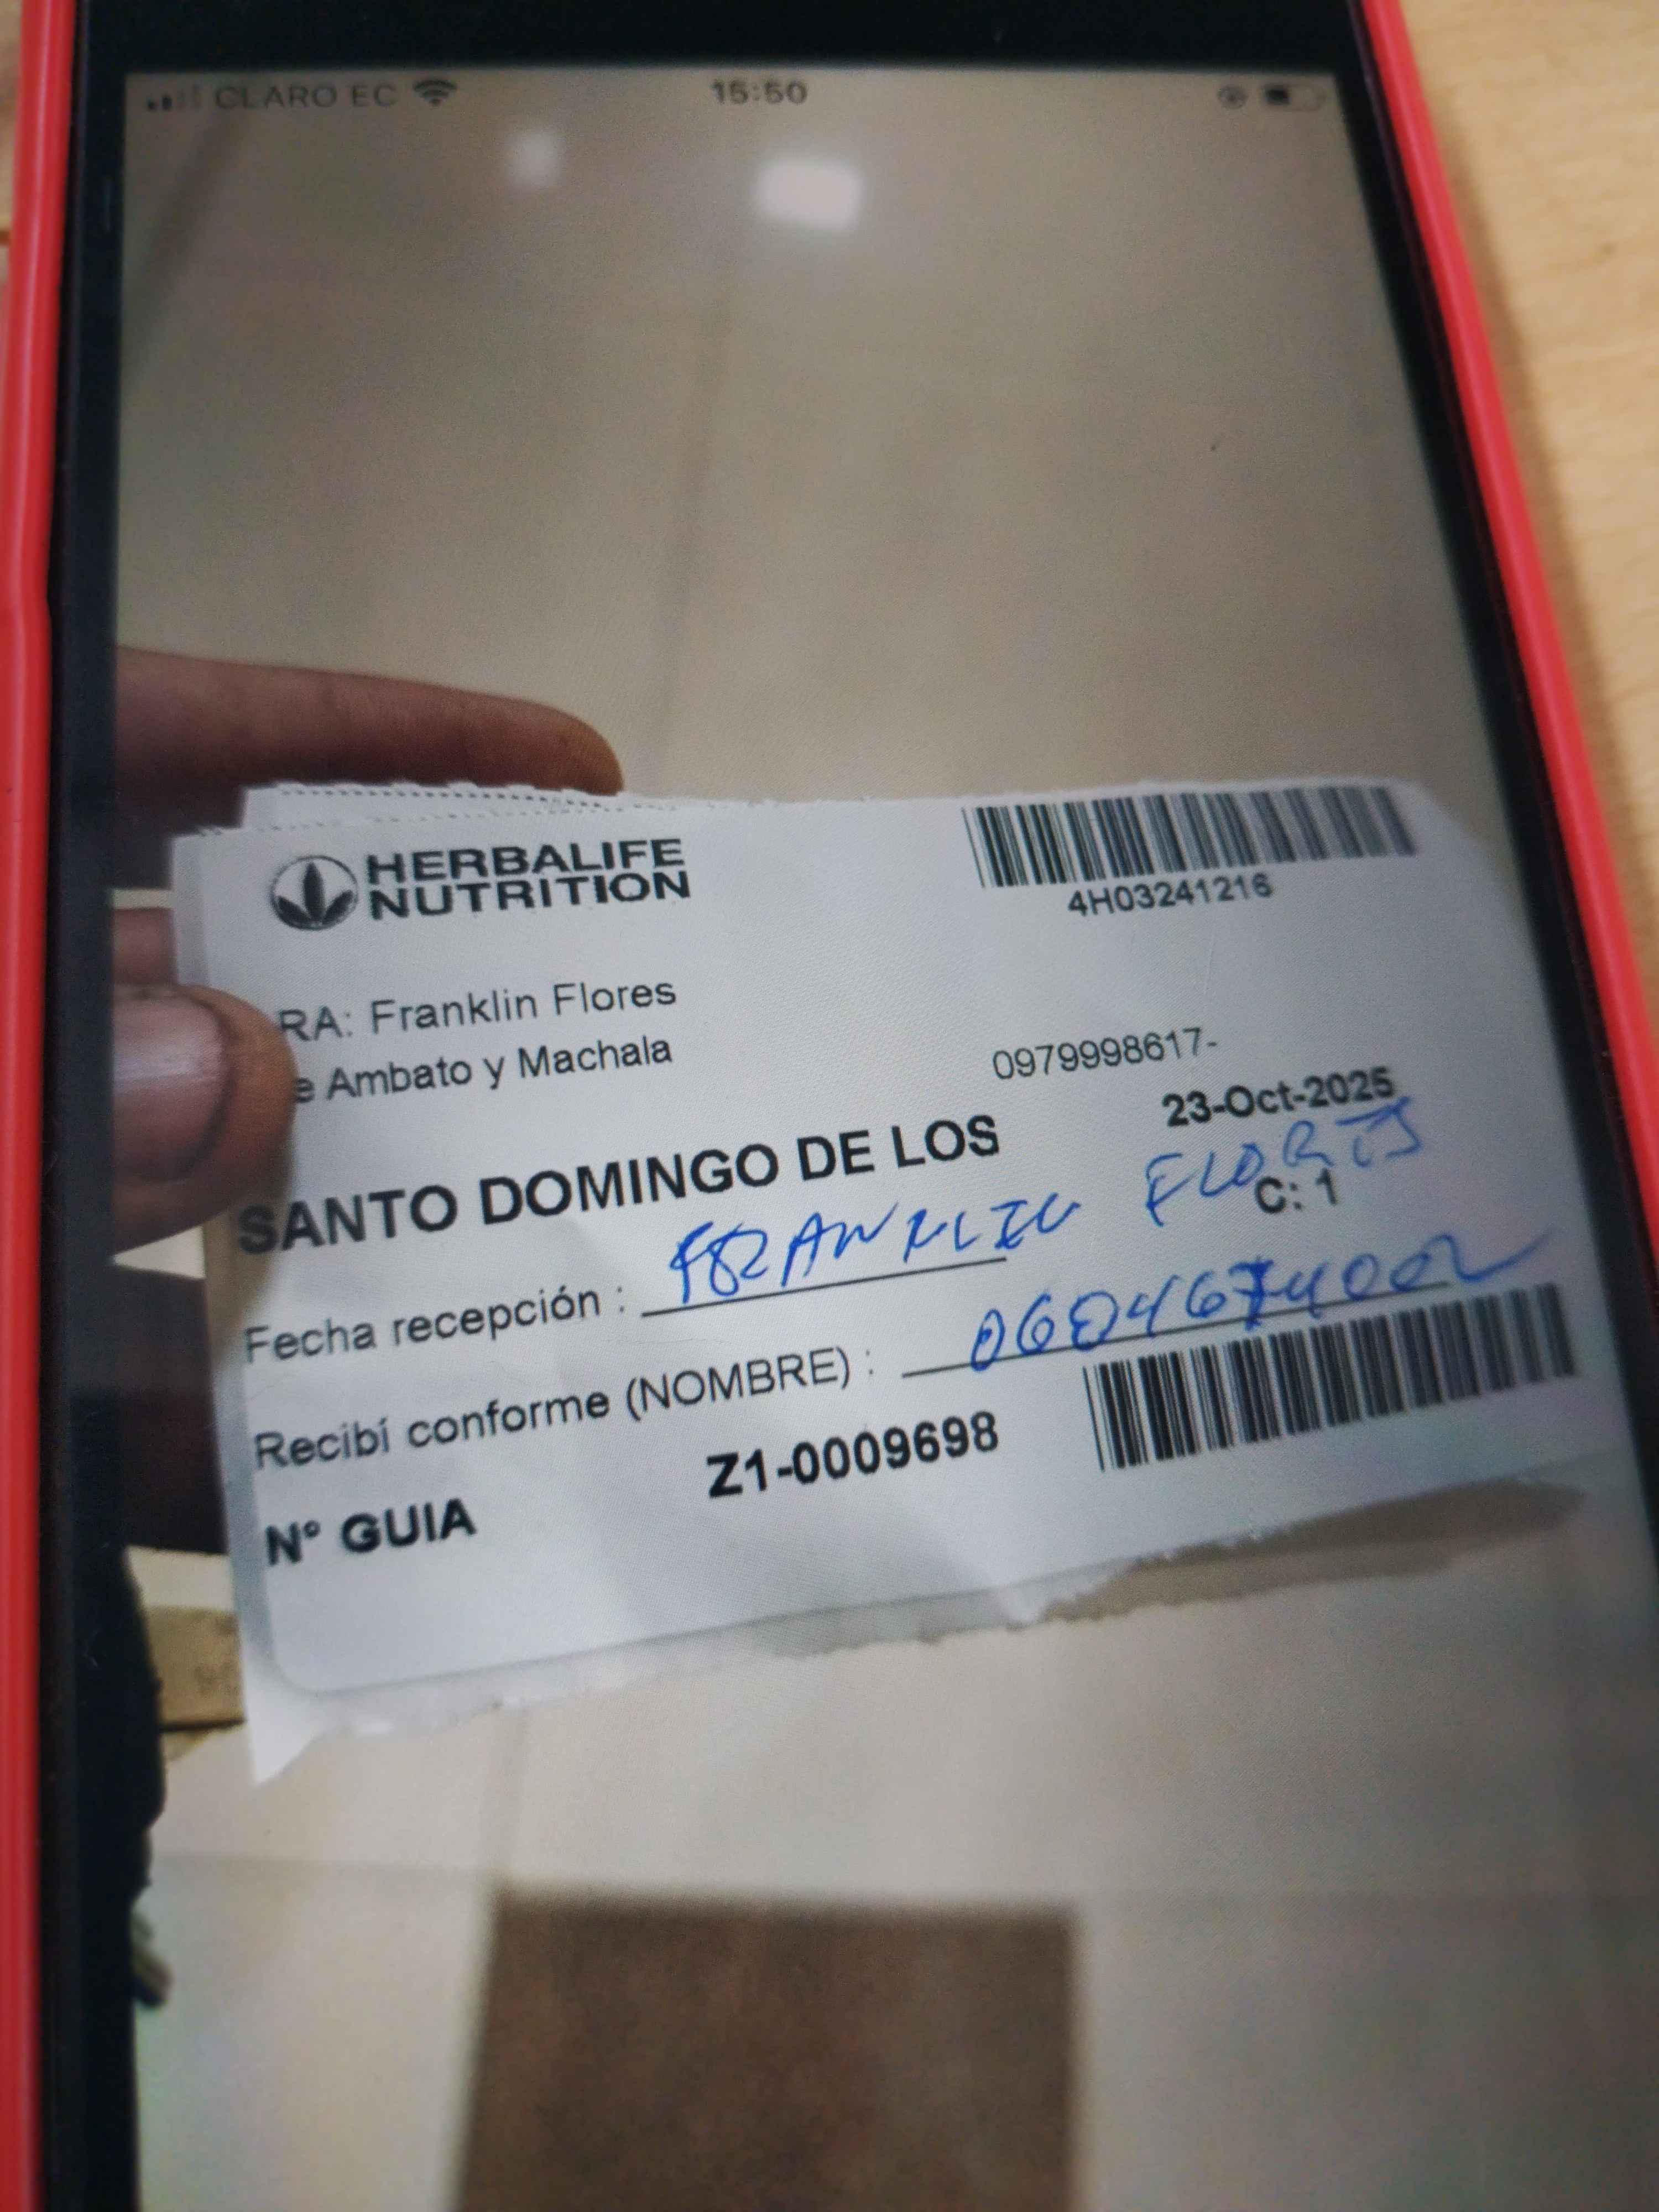 CLARO EC 15:50
HERBALIFE
NUTRITION
4H03241216
RA: Franklin Flores
e Ambato y Machala
0979998617-
23-Oct-2025
SANTO DOMINGO DE LOS
C: 1
Fecha recepción : FRANKLIN FLORES
Recibí conforme (NOMBRE) : 0604674002
Nº GUIA Z1-0009698